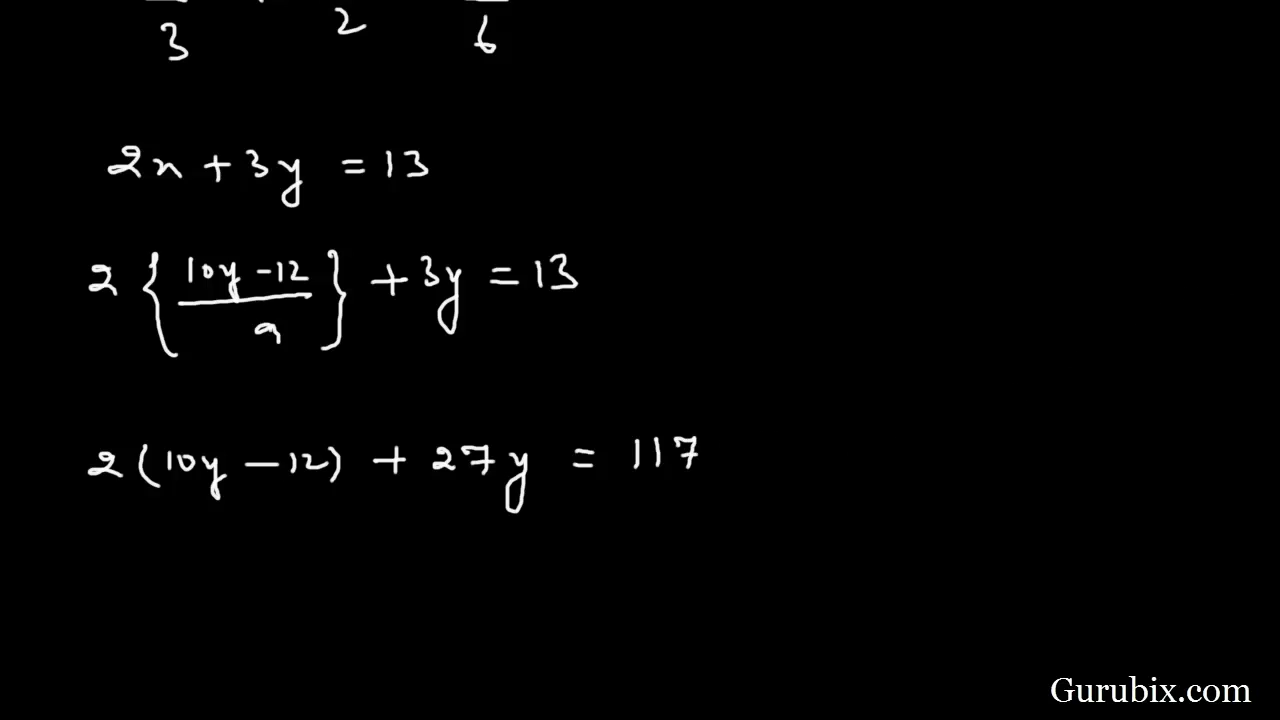 3 2 6
2x + 3y = 13
2 { 10y - 12 / 9 } + 3y = 13
2 (10y - 12) + 27y = 117
Gurubix.com